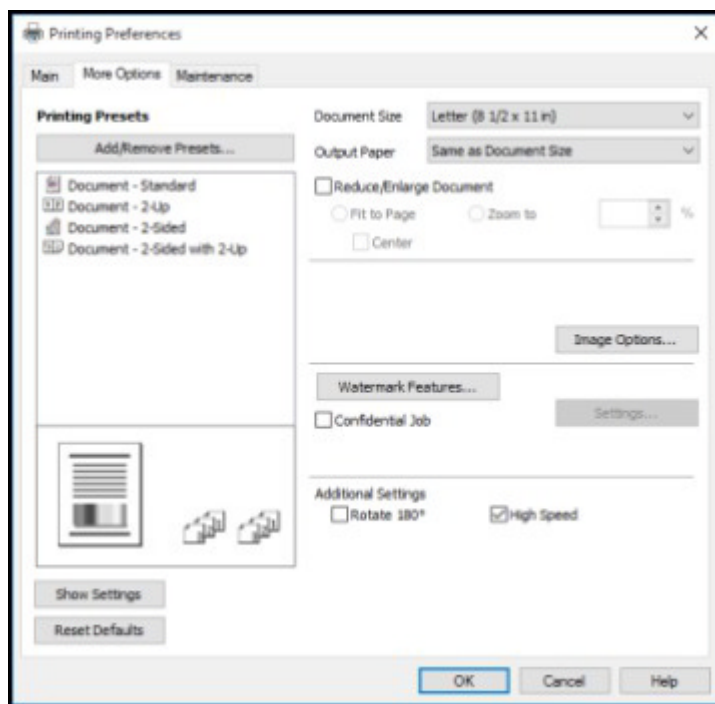 Printing Preferences
Main
More Options
Maintenance
Printing Presets
Add/Remove Presets...
Document - Standard
Document - 2-Up
Document - 2-Sided
Document - 2-Sided with 2-Up
Show Settings
Reset Defaults
Document Size
Letter (8 1/2 x 11 in)
Output Paper
Same as Document Size
Reduce/Enlarge Document
Fit to Page
Zoom to
%
Center
Image Options...
Watermark Features...
Confidential Job
Settings...
Additional Settings
Rotate 180°
High Speed
OK
Cancel
Help